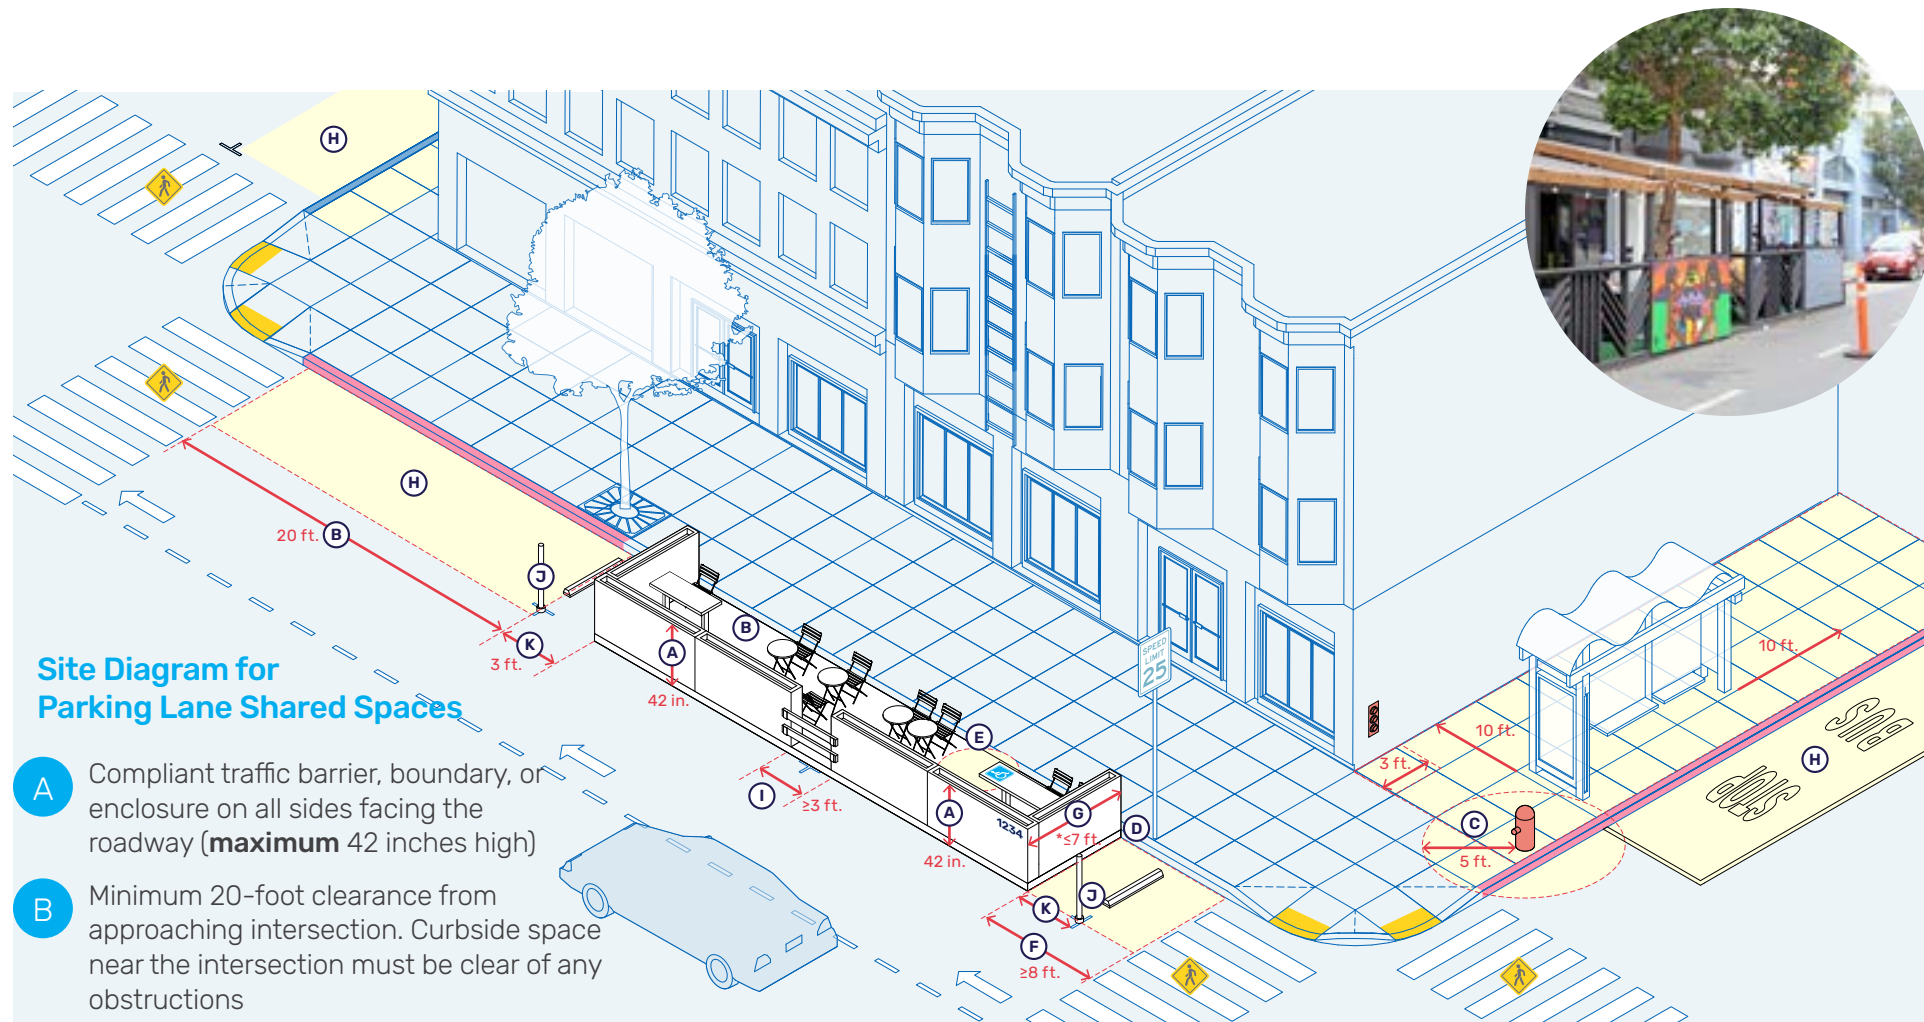 H
H
20 ft. B
J
K
3 ft.
B
A
42 in.
E
I
≥3 ft.
A
42 in.
G
*≤7 ft.
D
1234
J
K
F
≥8 ft.
SPEED
LIMIT
25
10 ft.
10 ft.
3 ft.
C
5 ft.
H
BUS
STOP
Site Diagram for
Parking Lane Shared Spaces
A
Compliant traffic barrier, boundary, or
enclosure on all sides facing the
roadway (maximum 42 inches high)
B
Minimum 20-foot clearance from
approaching intersection. Curbside space
near the intersection must be clear of any
obstructions